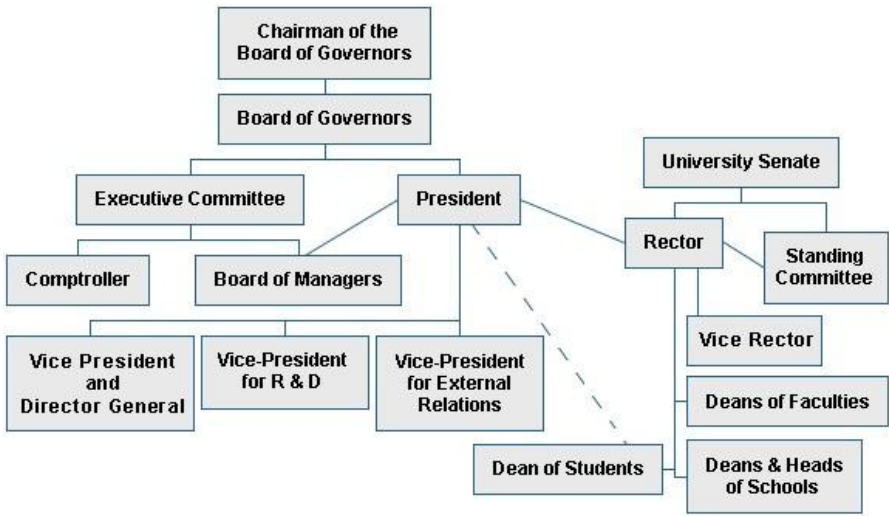 Chairman of the
Board of Governors
Board of Governors
University Senate
Executive Committee
President
Rector
Standing
Committee
Comptroller
Board of Managers
Vice Rector
Vice President
and
Director General
Vice-President
for R & D
Vice-President
for External
Relations
Deans of Faculties
Dean of Students
Deans & Heads
of Schools